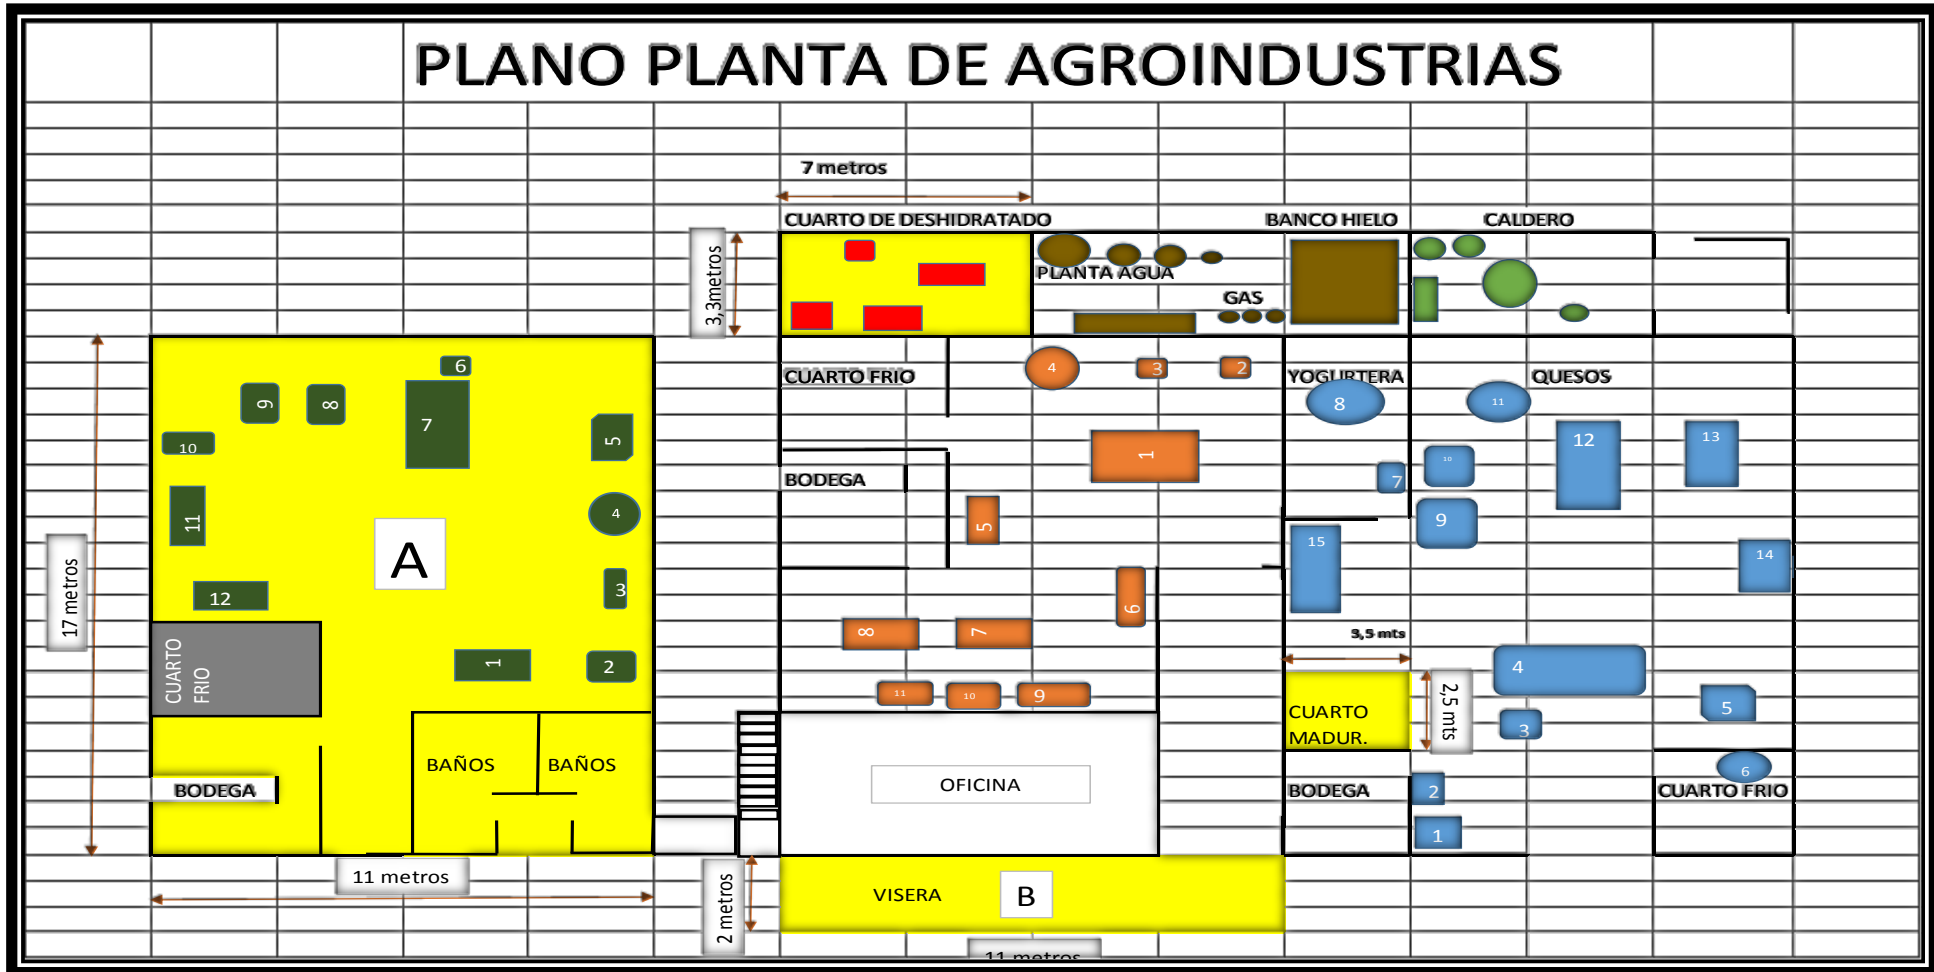 PLANO PLANTA DE AGROINDUSTRIAS
7 metros
CUARTO DE DESHIDRATADO
BANCO HIELO
CALDERO
3,3metros
PLANTA AGUA
GAS
6
9
8
7
5
10
4
11
A
3
12
17 metros
CUARTO
FRIO
1
2
BAÑOS
BAÑOS
BODEGA
11 metros
CUARTO FRIO
4
3
2
1
BODEGA
5
6
8
7
11
10
9
OFICINA
2 metros
VISERA
B
11 metros
YOGURTERA
QUESOS
8
11
12
13
10
7
9
15
14
3,5 mts
4
2,5 mts
5
3
CUARTO
MADUR.
6
BODEGA
2
CUARTO FRIO
1